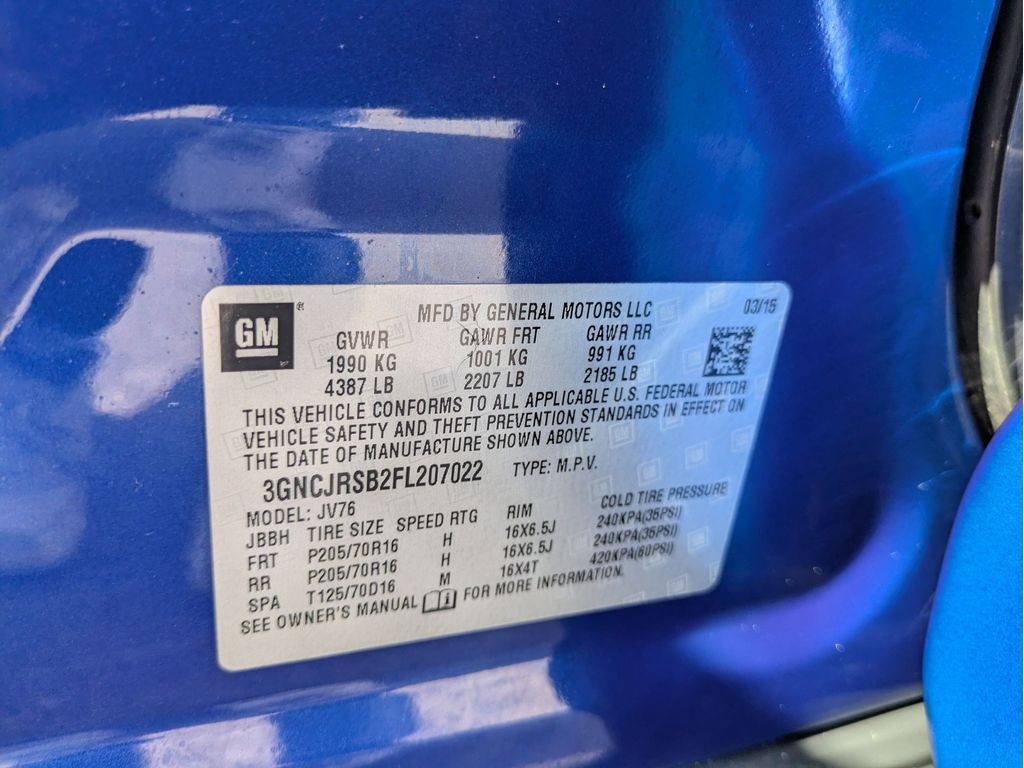 GM
MFD BY GENERAL MOTORS LLC 03/15
GVWR GAWR FRT GAWR RR
1990 KG 1001 KG 991 KG
4387 LB 2207 LB 2185 LB
THIS VEHICLE CONFORMS TO ALL APPLICABLE U.S. FEDERAL MOTOR
VEHICLE SAFETY AND THEFT PREVENTION STANDARDS IN EFFECT ON
THE DATE OF MANUFACTURE SHOWN ABOVE.
3GNCJRSB2FL207022 TYPE: M.P.V.
MODEL: JV76
JBBH TIRE SIZE SPEED RTG RIM COLD TIRE PRESSURE
FRT P205/70R16 H 16X6.5J 240KPA(35PSI)
RR P205/70R16 H 16X6.5J 240KPA(35PSI)
SPA T125/70D16 M 16X4T 420KPA(60PSI)
SEE OWNER'S MANUAL FOR MORE INFORMATION.